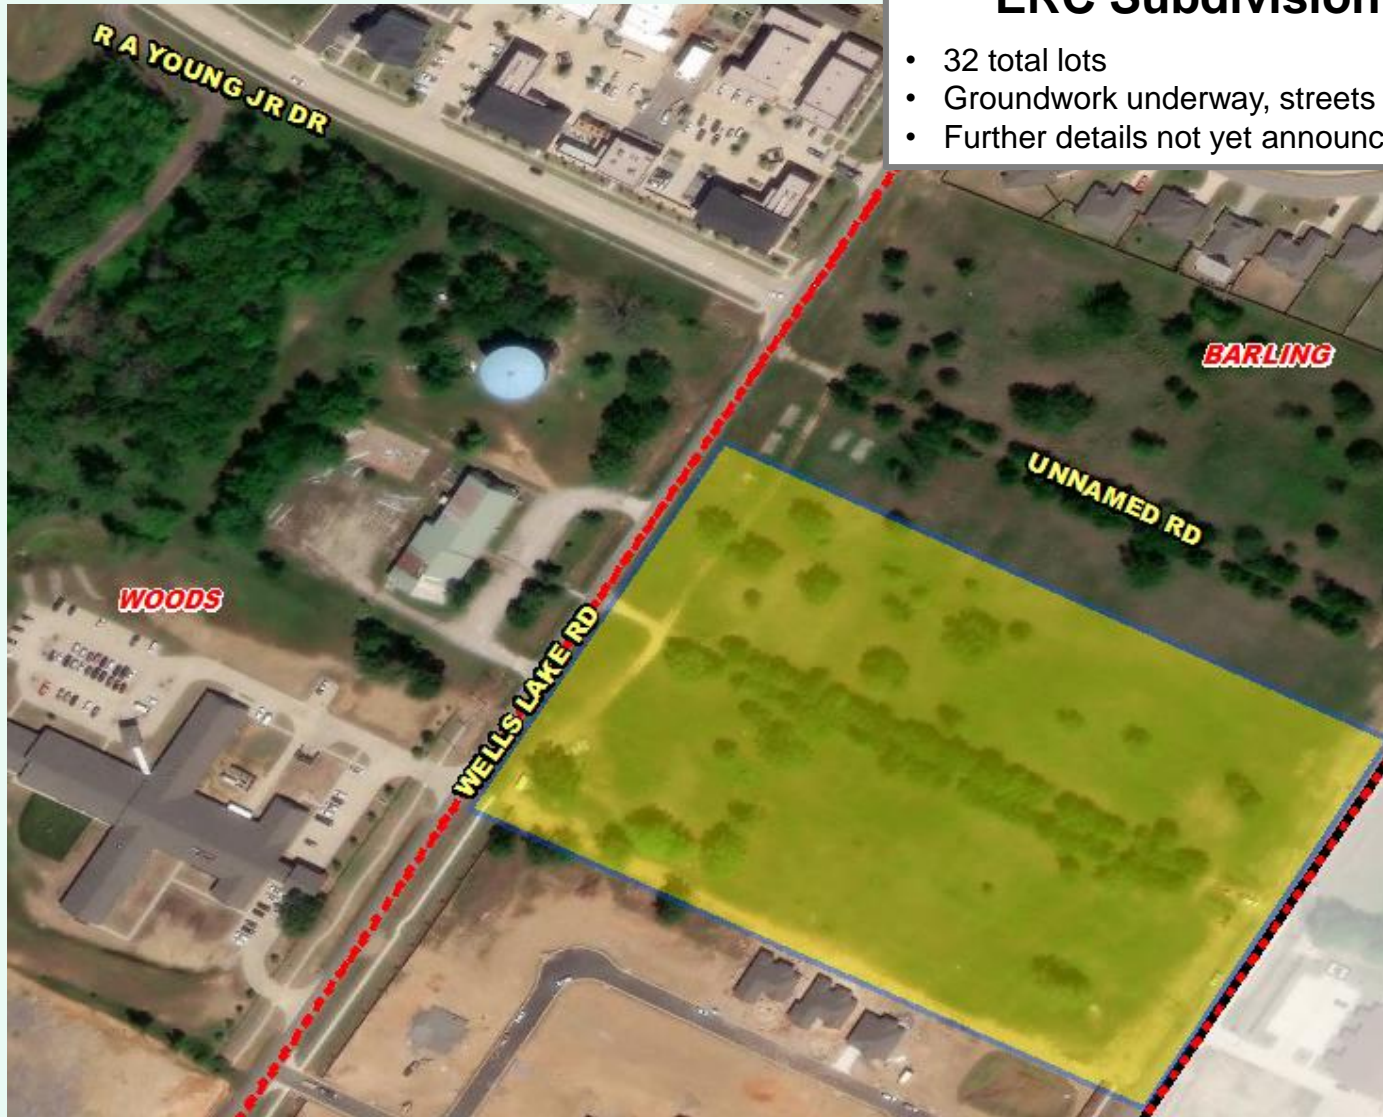 ERC Subdivision
• 32 total lots
• Groundwork underway, streets
• Further details not yet announc
R A YOUNG JR DR
BARLING
UNNAMED RD
WOODS
WELLS LAKE RD